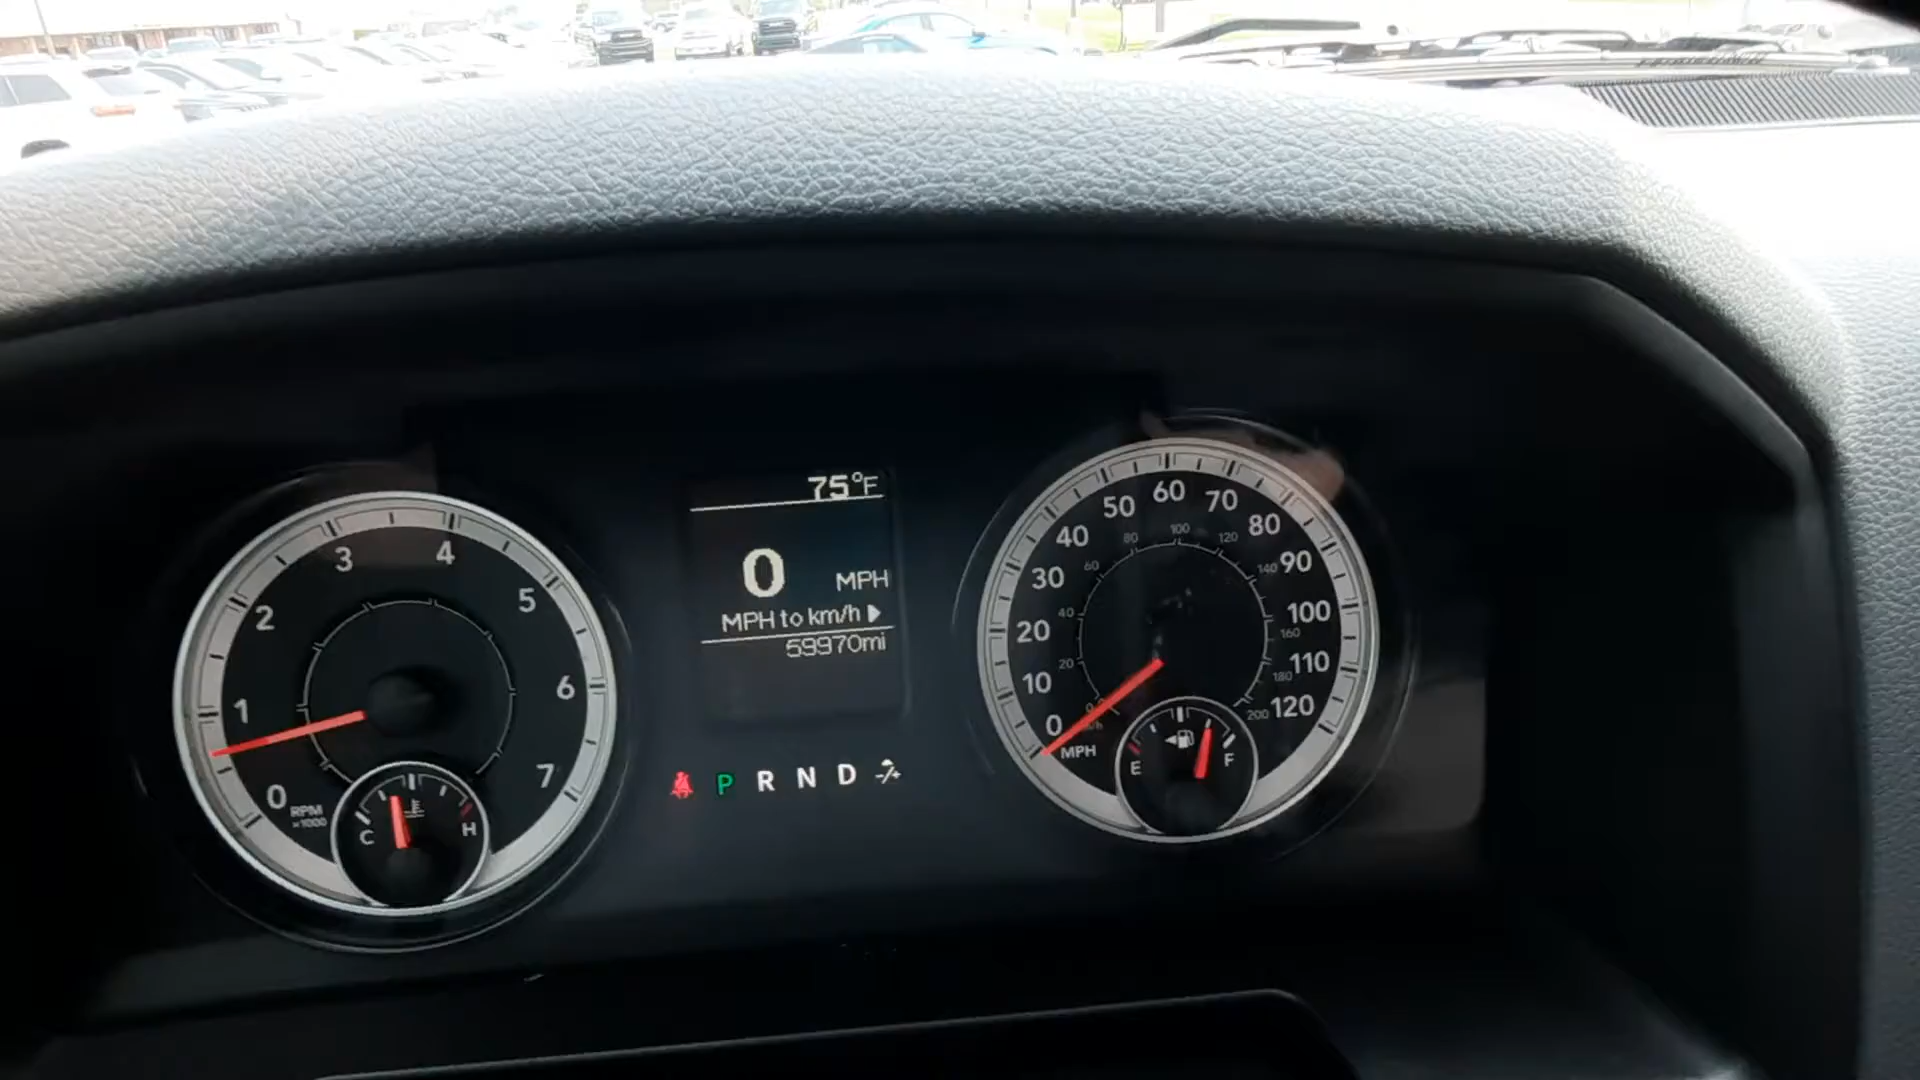 75°F
0 MPH
MPH to km/h
59970mi
P R N D
0 1 2 3 4 5 6 7
RPM
x1000
C H
0 10 20 30 40 50 60 70 80 90 100 110 120
MPH
20 40 60 80 100 120 140 160 180 200
E F